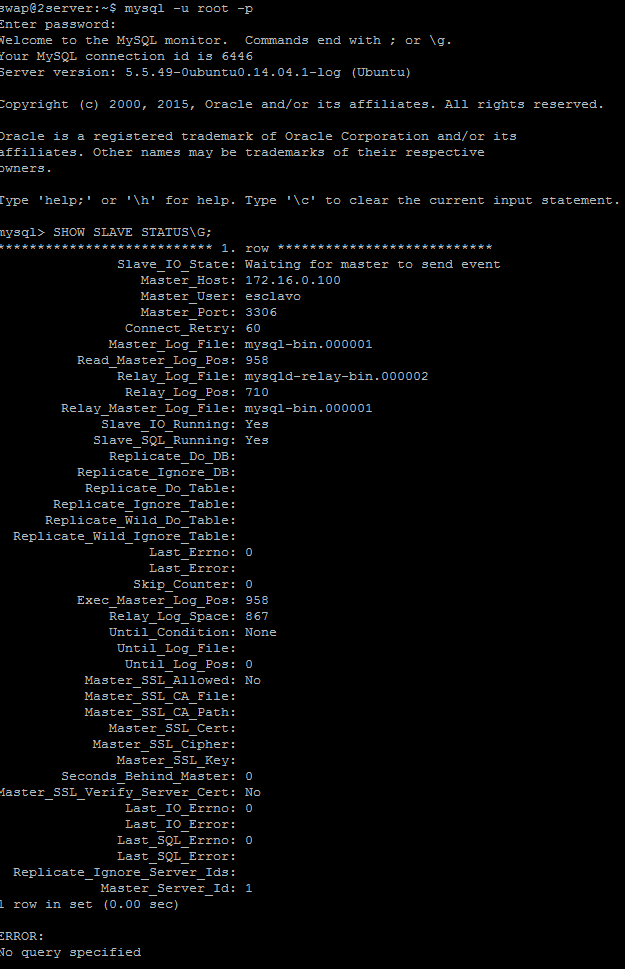 swap@2server:~$ mysql -u root -p
Enter password:
Welcome to the MySQL monitor.  Commands end with ; or \g.
Your MySQL connection id is 6446
Server version: 5.5.49-0ubuntu0.14.04.1-log (Ubuntu)

Copyright (c) 2000, 2015, Oracle and/or its affiliates. All rights reserved.

Oracle is a registered trademark of Oracle Corporation and/or its
affiliates. Other names may be trademarks of their respective
owners.

Type 'help;' or '\h' for help. Type '\c' to clear the current input statement.

mysql> SHOW SLAVE STATUS\G;
*************************** 1. row ***************************
               Slave_IO_State: Waiting for master to send event
                  Master_Host: 172.16.0.100
                  Master_User: esclavo
                  Master_Port: 3306
                Connect_Retry: 60
              Master_Log_File: mysql-bin.000001
          Read_Master_Log_Pos: 958
               Relay_Log_File: mysqld-relay-bin.000002
                Relay_Log_Pos: 710
        Relay_Master_Log_File: mysql-bin.000001
             Slave_IO_Running: Yes
            Slave_SQL_Running: Yes
              Replicate_Do_DB:
          Replicate_Ignore_DB:
           Replicate_Do_Table:
       Replicate_Ignore_Table:
      Replicate_Wild_Do_Table:
  Replicate_Wild_Ignore_Table:
                   Last_Errno: 0
                   Last_Error:
                 Skip_Counter: 0
          Exec_Master_Log_Pos: 958
              Relay_Log_Space: 867
              Until_Condition: None
               Until_Log_File:
                Until_Log_Pos: 0
           Master_SSL_Allowed: No
           Master_SSL_CA_File:
           Master_SSL_CA_Path:
              Master_SSL_Cert:
            Master_SSL_Cipher:
               Master_SSL_Key:
        Seconds_Behind_Master: 0
Master_SSL_Verify_Server_Cert: No
                Last_IO_Errno: 0
                Last_IO_Error:
               Last_SQL_Errno: 0
               Last_SQL_Error:
  Replicate_Ignore_Server_Ids:
             Master_Server_Id: 1
1 row in set (0.00 sec)

ERROR:
No query specified